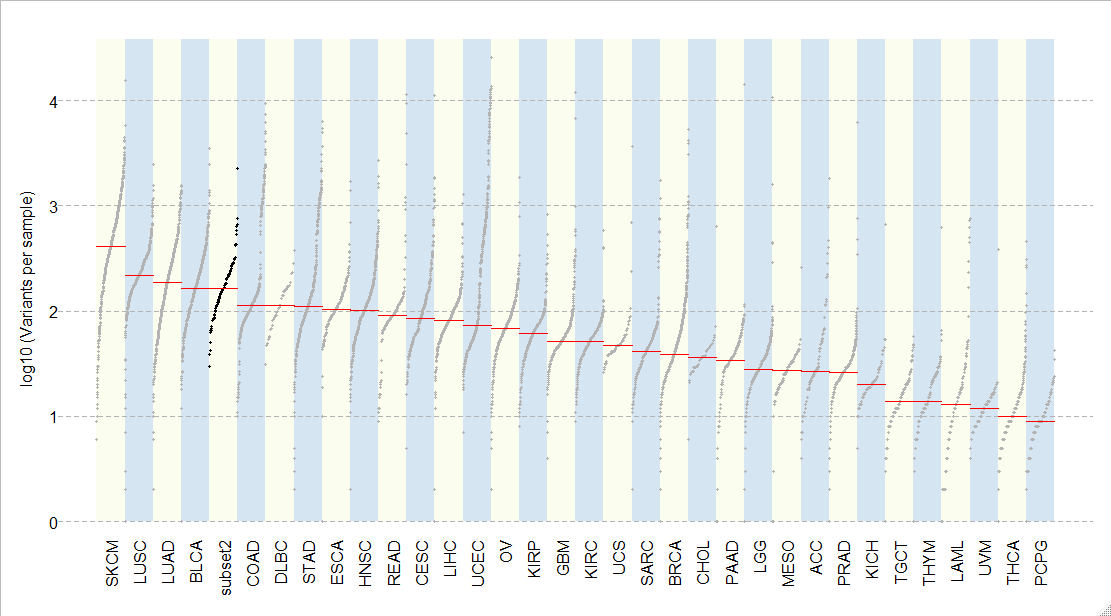 log10 (Variants per sample)
4
3
2
1
0
SKCM
LUSC
LUAD
BLCA
subset2
COAD
DLBC
STAD
ESCA
HNSC
READ
CESC
LIHC
UCEC
OV
KIRP
GBM
KIRC
UCS
SARC
BRCA
CHOL
PAAD
LGG
MESO
ACC
PRAD
KICH
TGCT
THYM
LAML
UVM
THCA
PCPG